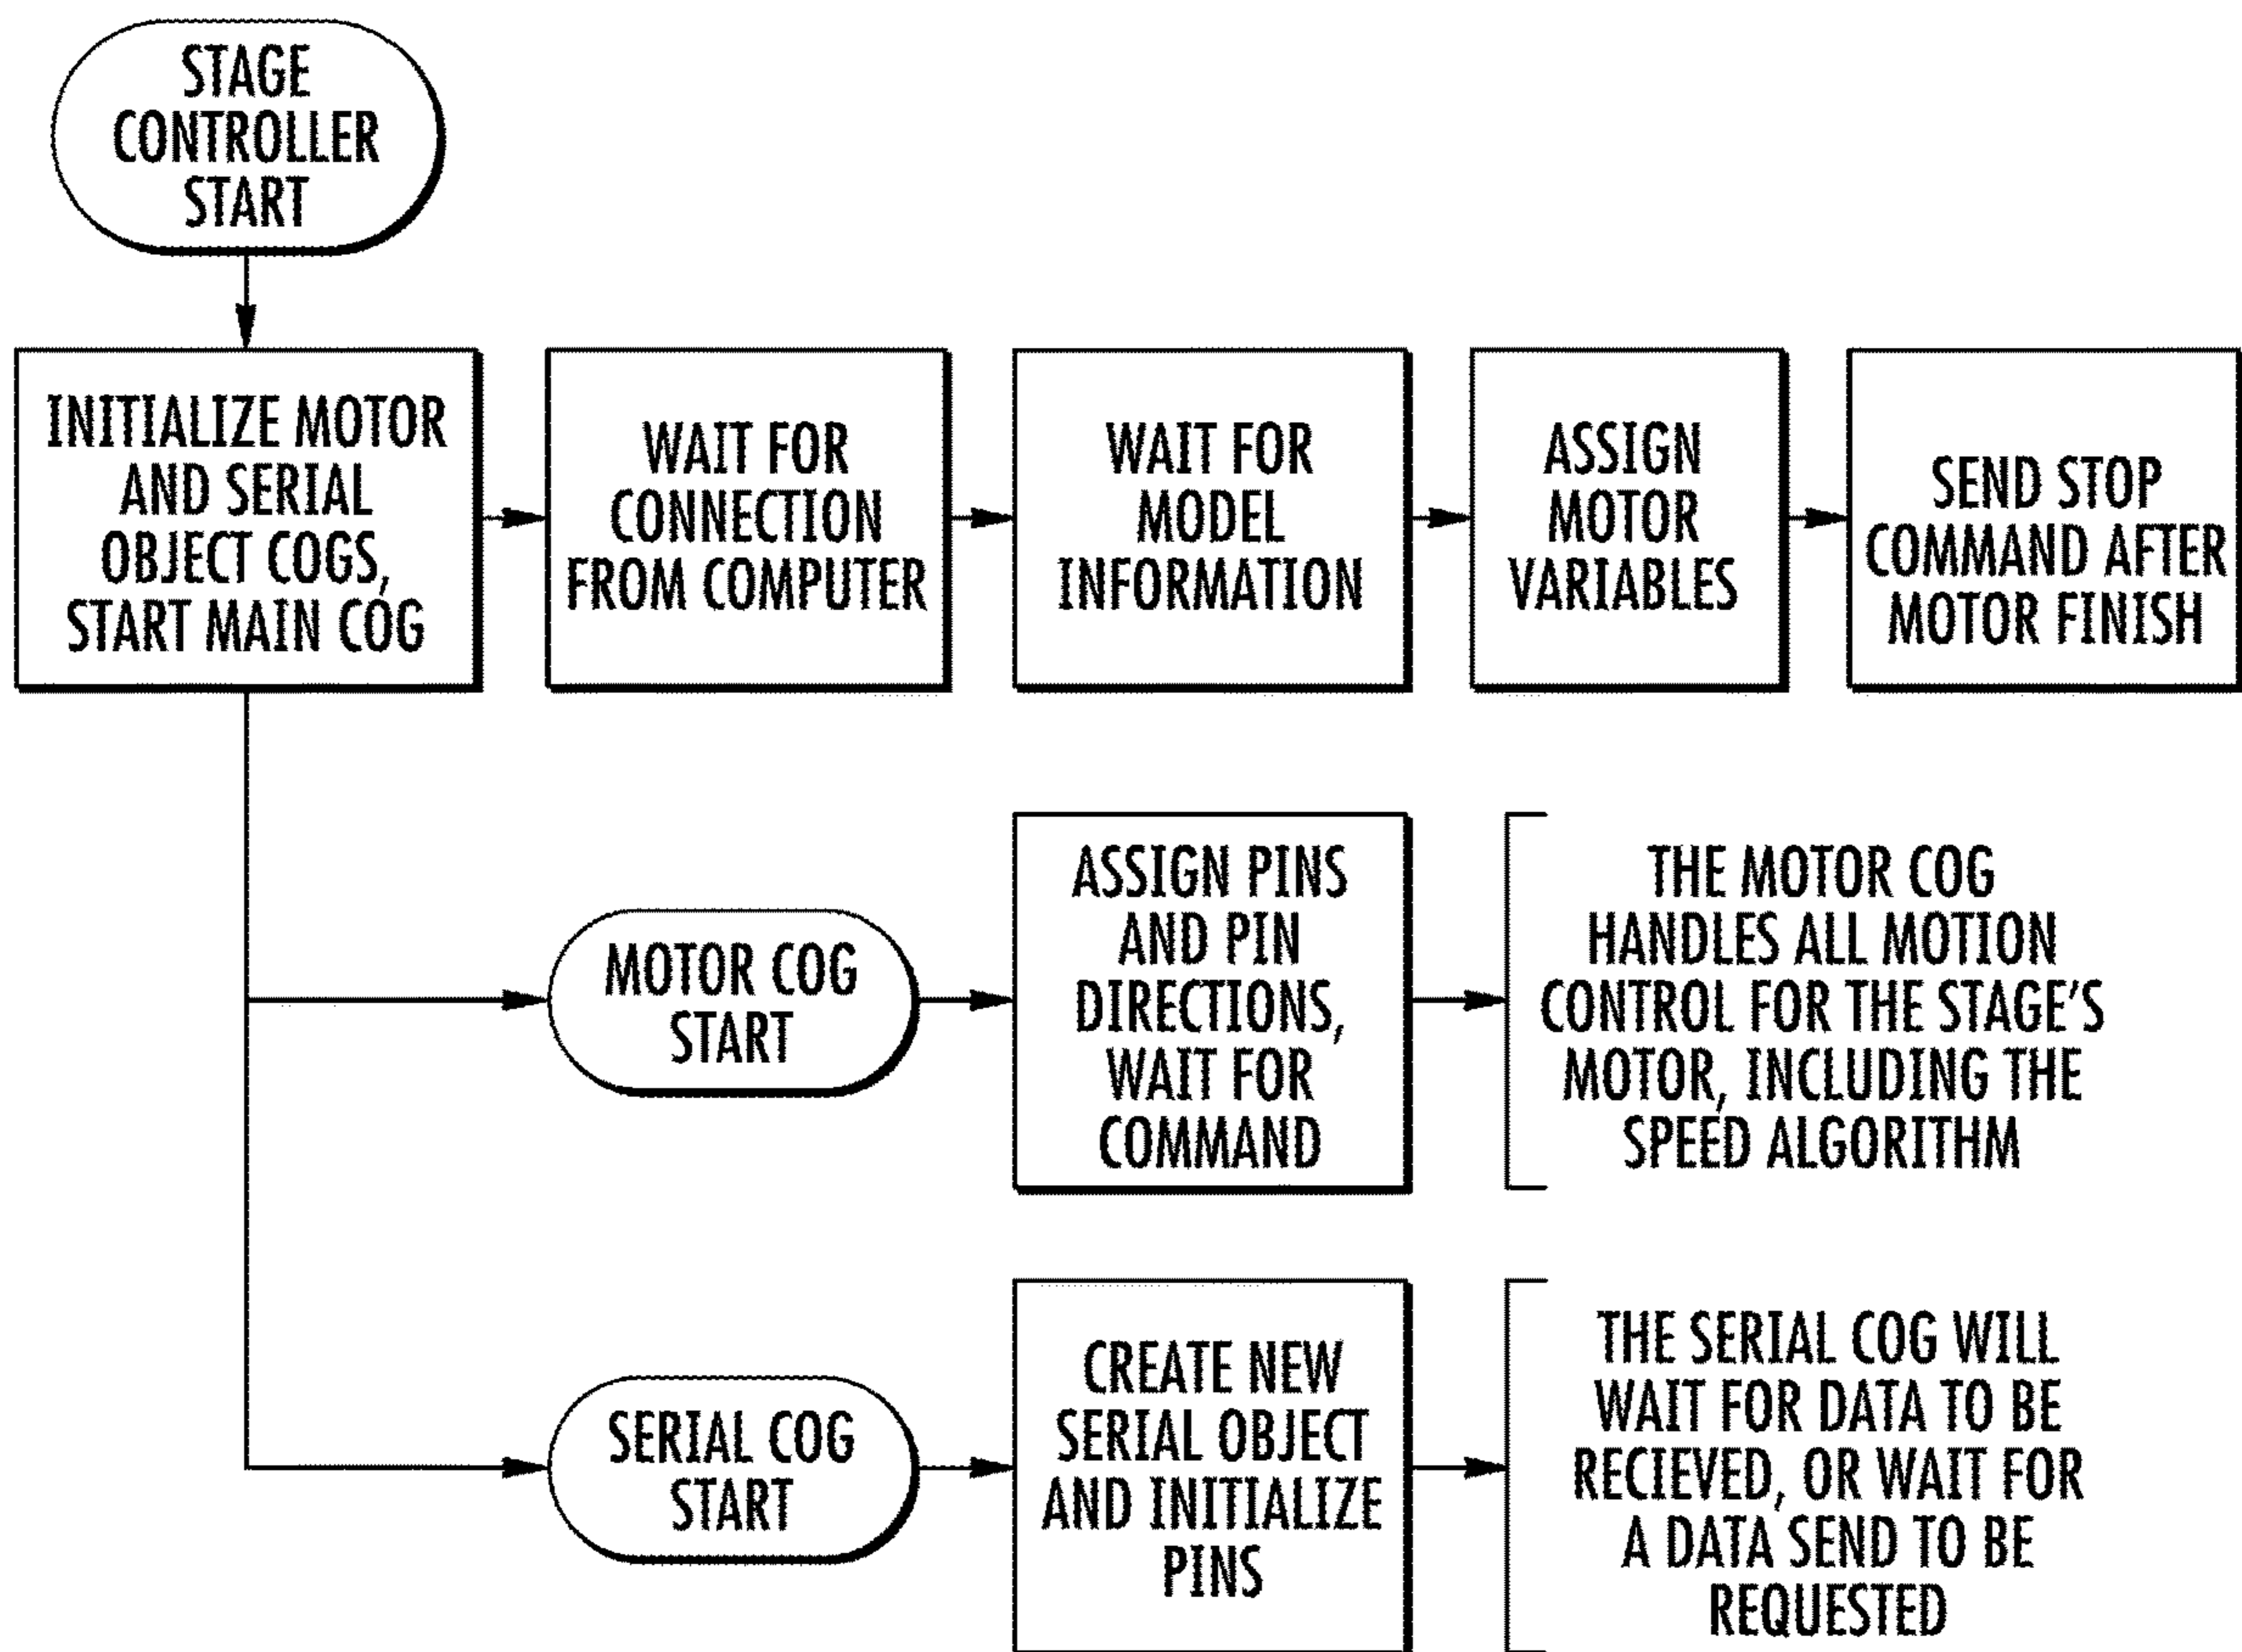 STAGE
CONTROLLER
START
INITIALIZE MOTOR
AND SERIAL
OBJECT COGS,
START MAIN COG
WAIT FOR
CONNECTION
FROM COMPUTER
WAIT FOR
MODEL
INFORMATION
ASSIGN
MOTOR
VARIABLES
SEND STOP
COMMAND AFTER
MOTOR FINISH
MOTOR COG
START
ASSIGN PINS
AND PIN
DIRECTIONS,
WAIT FOR
COMMAND
THE MOTOR COG
HANDLES ALL MOTION
CONTROL FOR THE STAGE'S
MOTOR, INCLUDING THE
SPEED ALGORITHM
SERIAL COG
START
CREATE NEW
SERIAL OBJECT
AND INITIALIZE
PINS
THE SERIAL COG WILL
WAIT FOR DATA TO BE
RECIEVED, OR WAIT FOR
A DATA SEND TO BE
REQUESTED